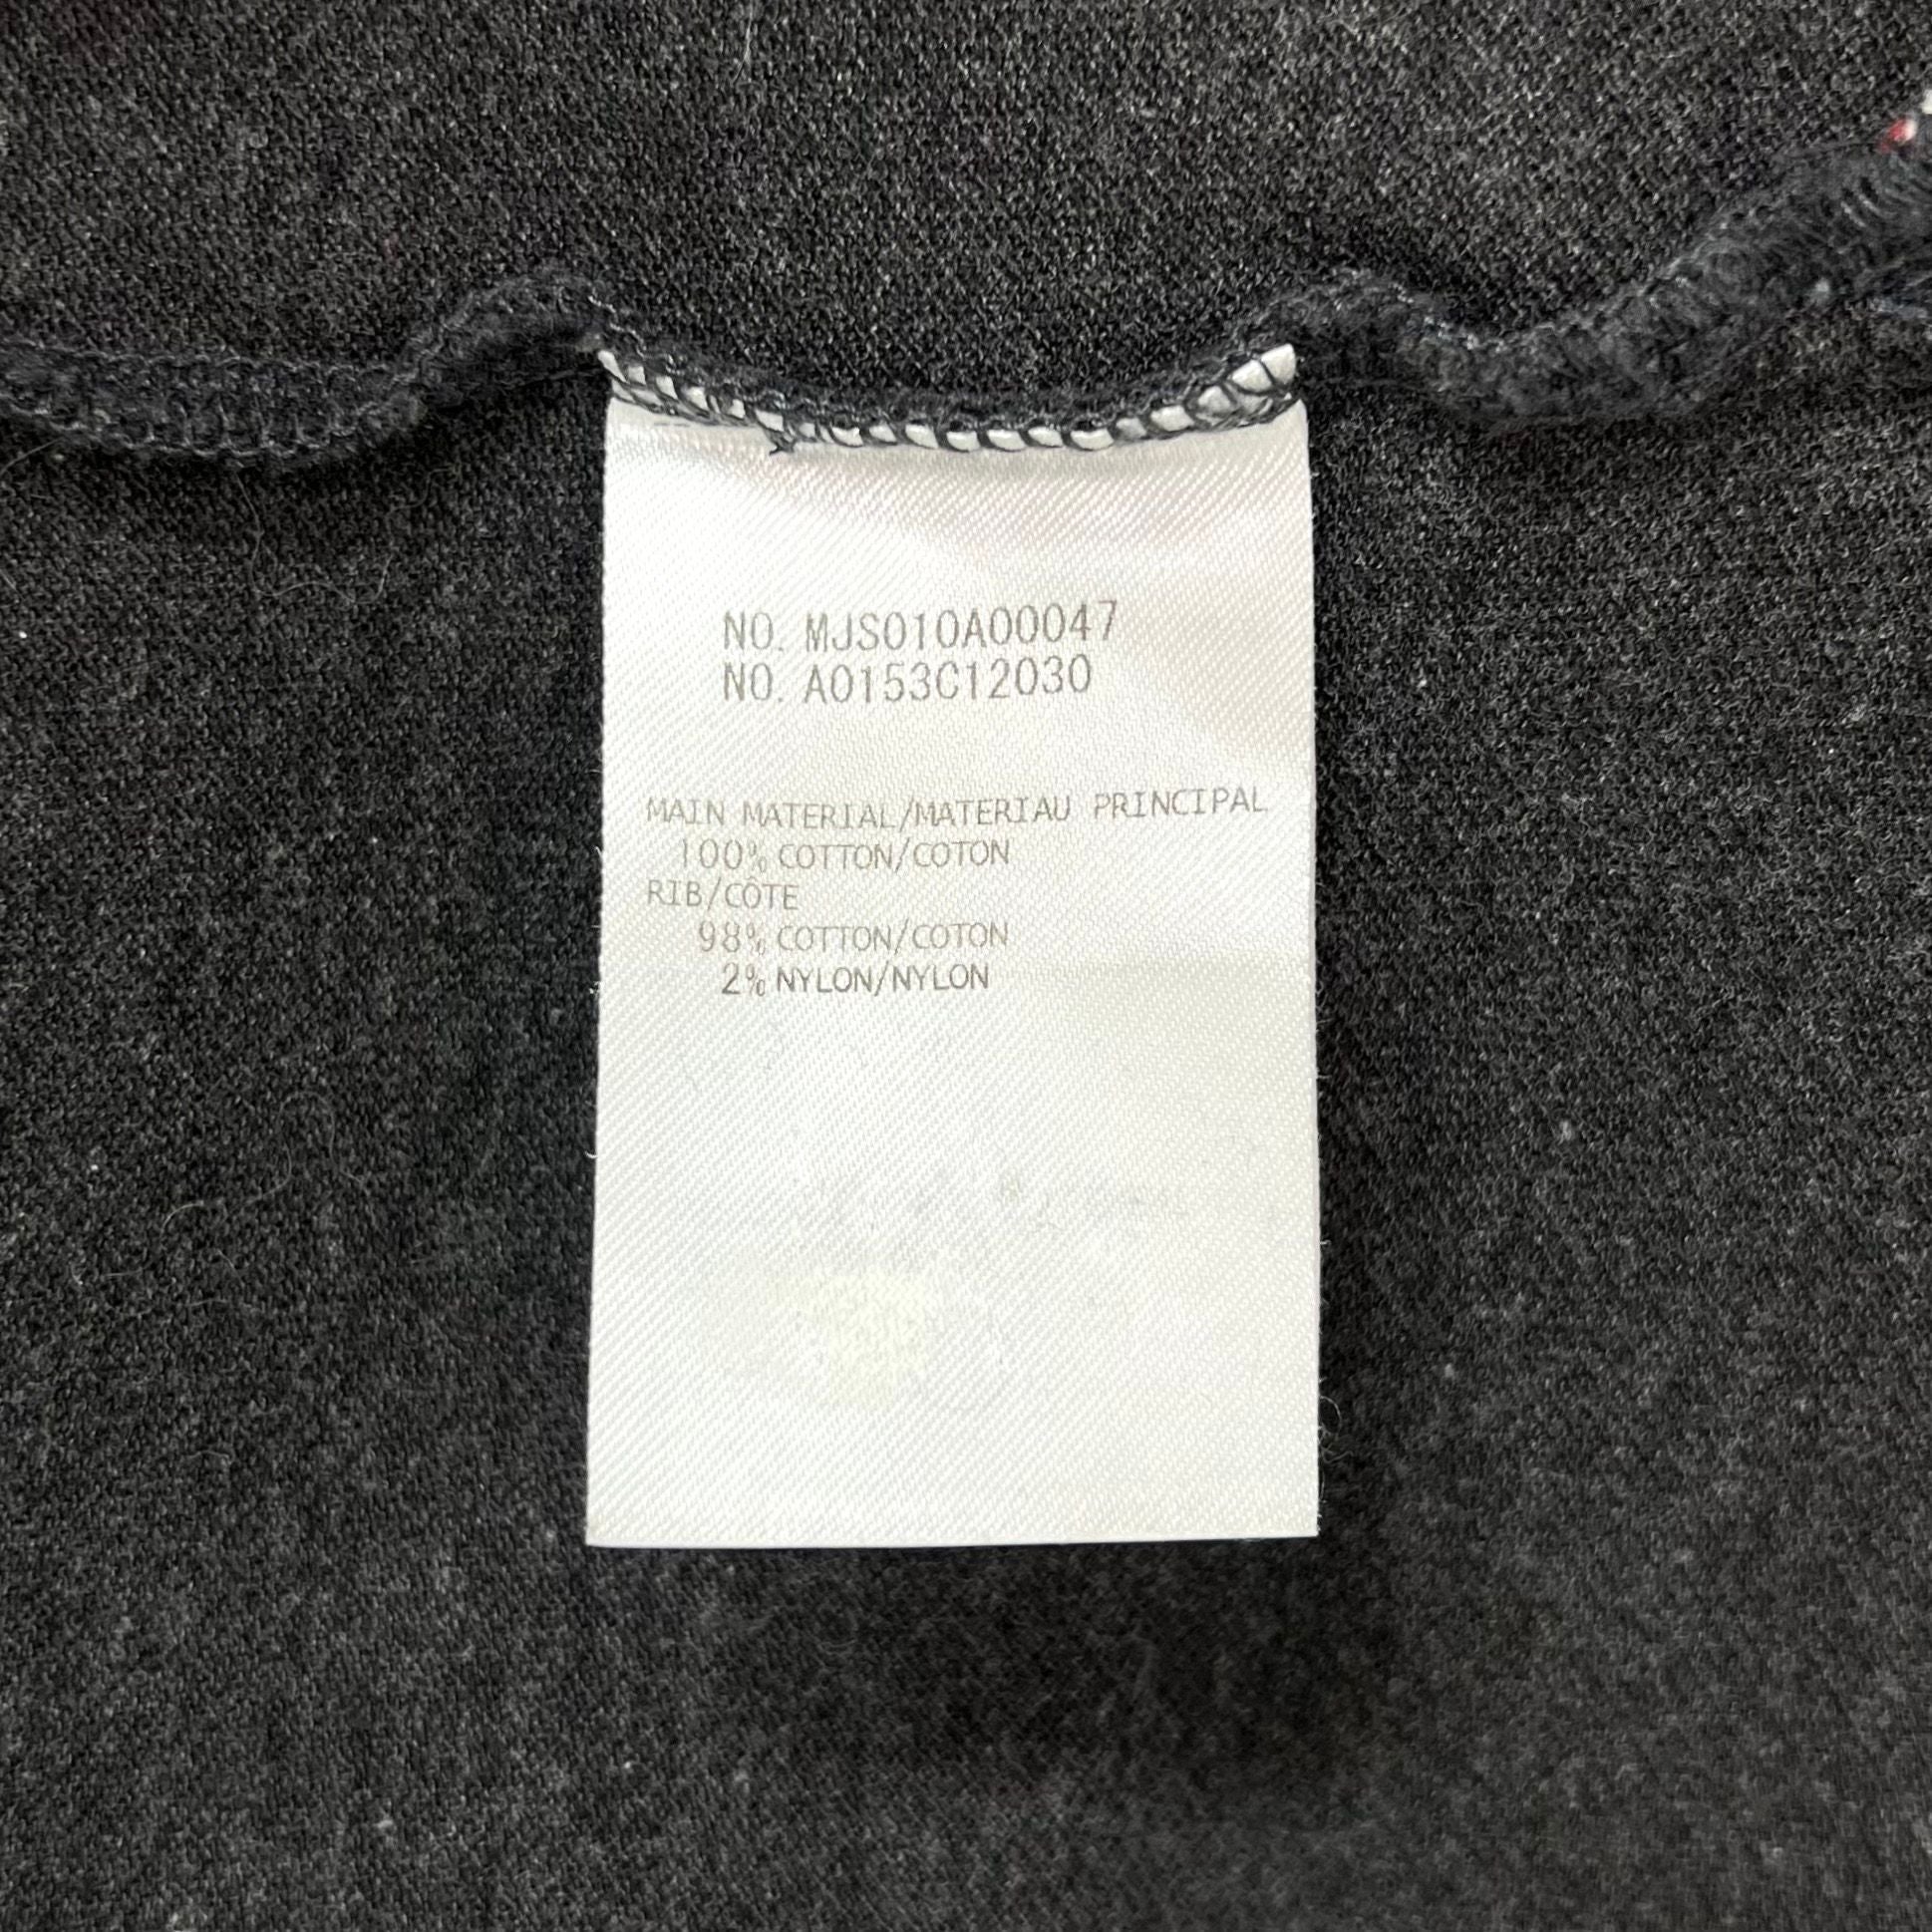 NO. MJS010A00047
NO. A0153C12030
MAIN MATERIAL/MATERIAU PRINCIPAL
100% COTTON/COTON
RIB/CÔTE
98% COTTON/COTON
2% NYLON/NYLON